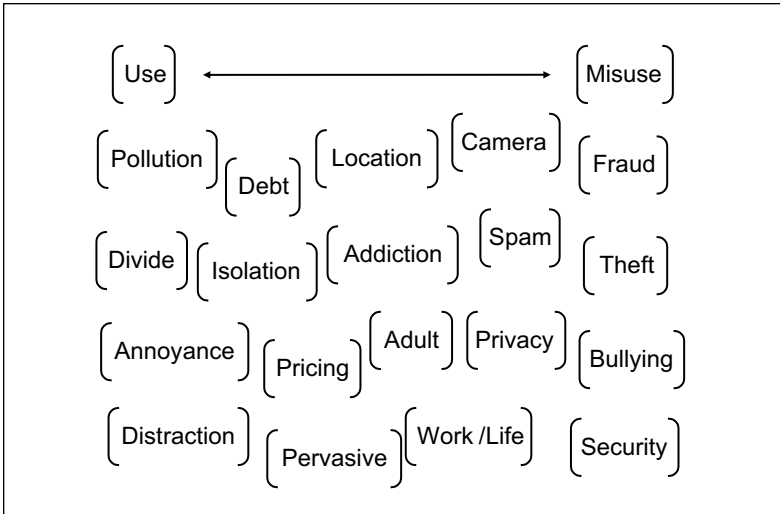 Use Misuse
Pollution Debt Location Camera Fraud
Divide Isolation Addiction Spam Theft
Annoyance Pricing Adult Privacy Bullying
Distraction Pervasive Work /Life Security